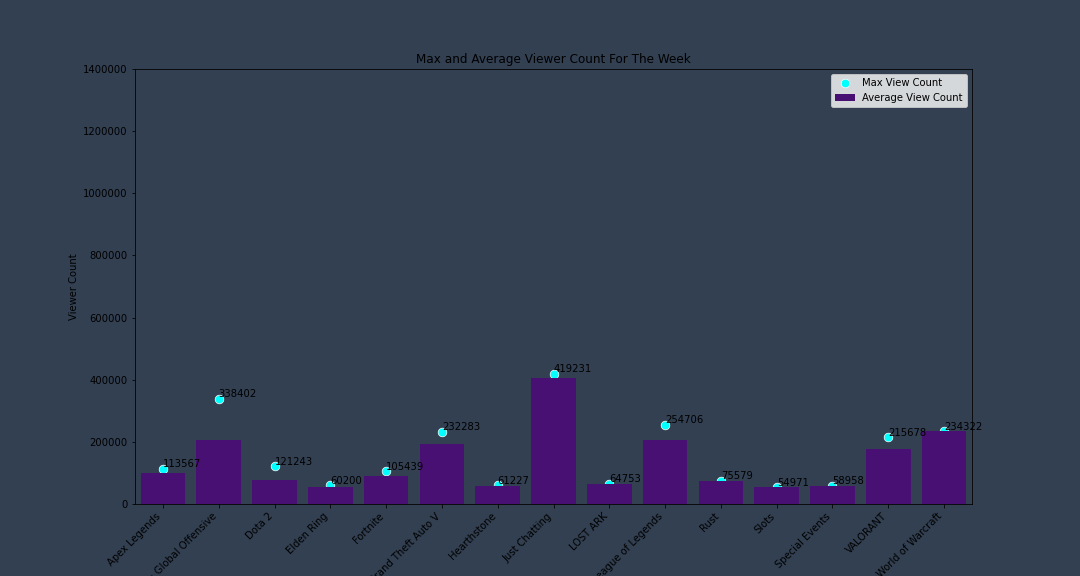 Max and Average Viewer Count For The Week
Max View Count
Average View Count
Viewer Count
1400000
1200000
1000000
800000
600000
400000
200000
0
113567
338402
121243
60200
105439
232283
61227
419231
64753
254706
75579
54971
58958
215678
234322
Apex Legends
Global Offensive
Dota 2
Elden Ring
Fortnite
rand Theft Auto V
Hearthstone
Just Chatting
LOST ARK
eague of Legends
Rust
Slots
Special Events
VALORANT
World of Warcraft